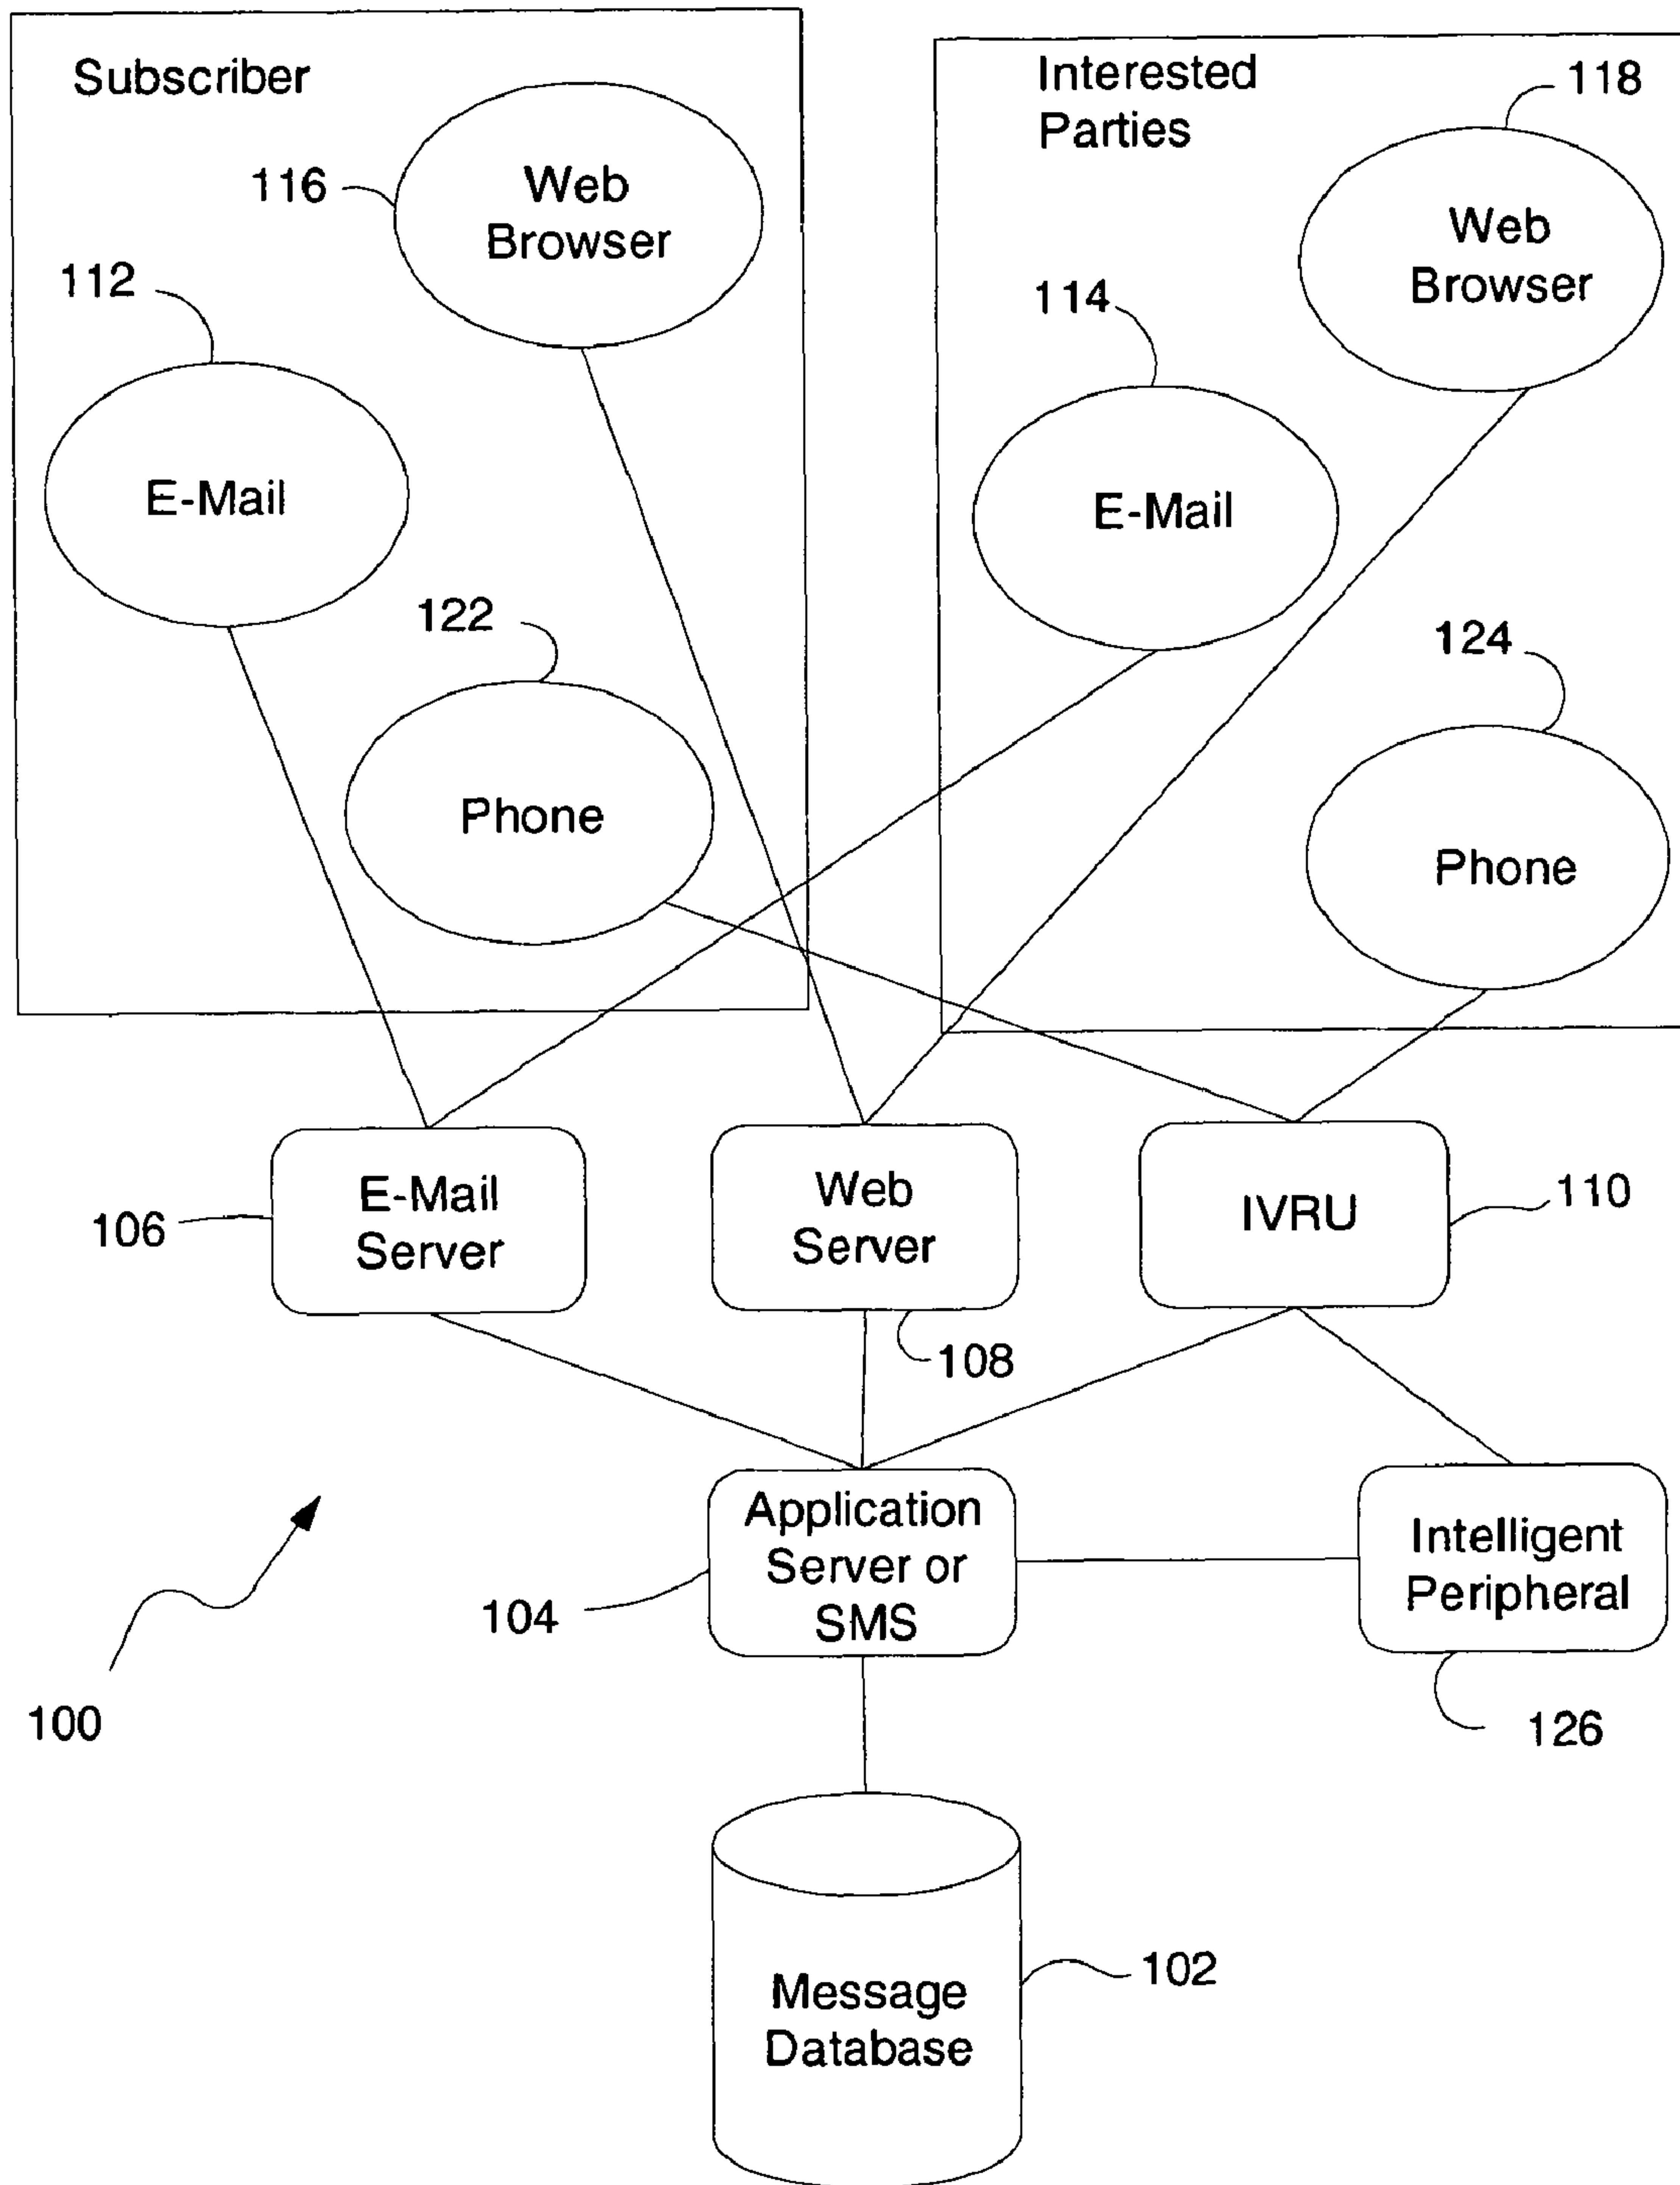 Subscriber
Interested
Parties
118
116
Web
Browser
Web
Browser
112
114
E-Mail
E-Mail
122
124
Phone
Phone
106
E-Mail
Server
Web
Server
IVRU
110
108
104
Application
Server or
SMS
Intelligent
Peripheral
100
126
102
Message
Database